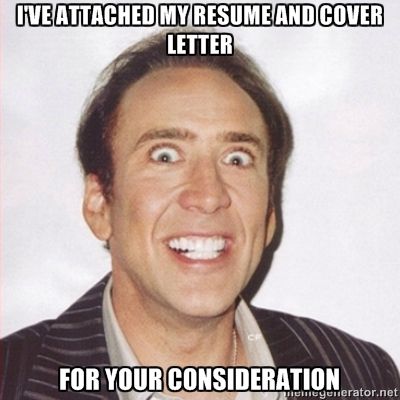 I'VE ATTACHED MY RESUME AND COVER
LETTER
FOR YOUR CONSIDERATION
memegenerator.net